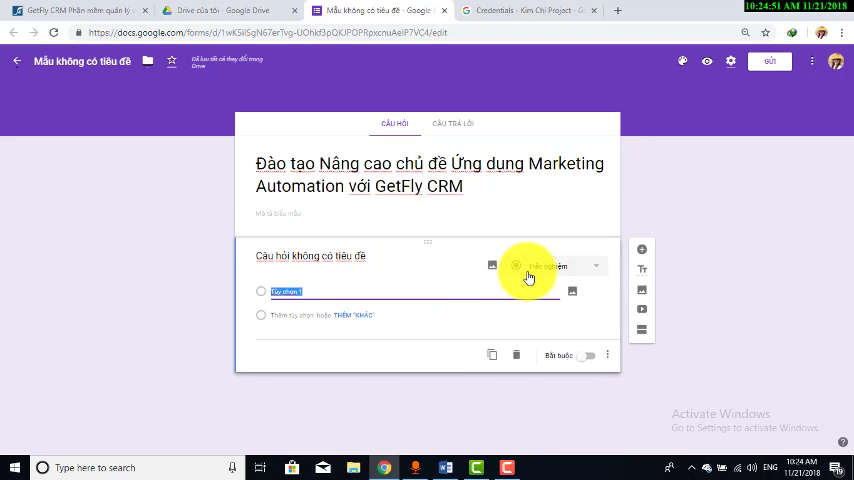 10:24:51 AM 11/21/2018
GetFly CRM Phần mềm quản lý v
Drive của tôi - Google Drive
Mẫu không có tiêu đề - Google
Credentials - Kim Chi Project - Go
https://docs.google.com/forms/d/
/edit
Mẫu không có tiêu đề
Đã lưu tất cả thay đổi trong
Drive
GỬI
CÂU HỎI
CÂU TRẢ LỜI
Đào tạo Nâng cao chủ đề Ứng dụng Marketing
Automation với GetFly CRM
Mô tả biểu mẫu
Câu hỏi không có tiêu đề
Trắc nghiệm
Tùy chọn 1
Thêm tùy chọn hoặc THÊM "KHÁC"
Bắt buộc
Activate Windows
Go to Settings to activate Windows.
Type here to search
ENG
10:24 AM
11/21/2018